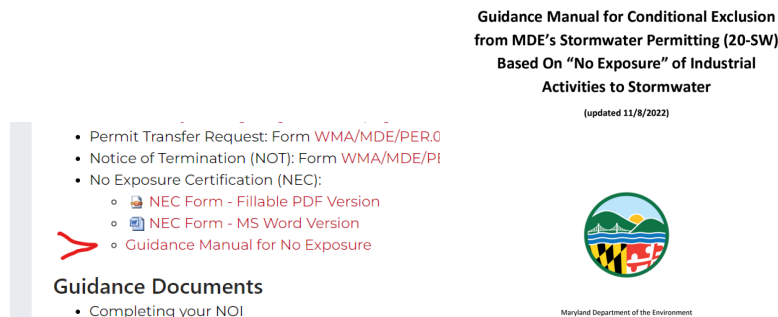 Guidance Manual for Conditional Exclusion
from MDE's Stormwater Permitting (20-SW)
Based On “No Exposure” of Industrial
Activities to Stormwater
(updated 11/8/2022)
• Permit Transfer Request: Form WMA/MDE/PER.0
• Notice of Termination (NOT): Form WMA/MDE/PE
• No Exposure Certification (NEC):
NEC Form - Fillable PDF Version
NEC Form - MS Word Version
Guidance Manual for No Exposure
Guidance Documents
• Completing your NOI
Maryland Department of the Environment